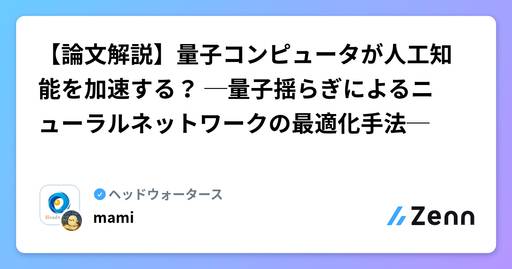 【論文解説】量子コンピュータが人工知
能を加速する？ ─量子揺らぎによるニ
ューラルネットワークの最適化手法─
ヘッドウォータース
mami
Zenn